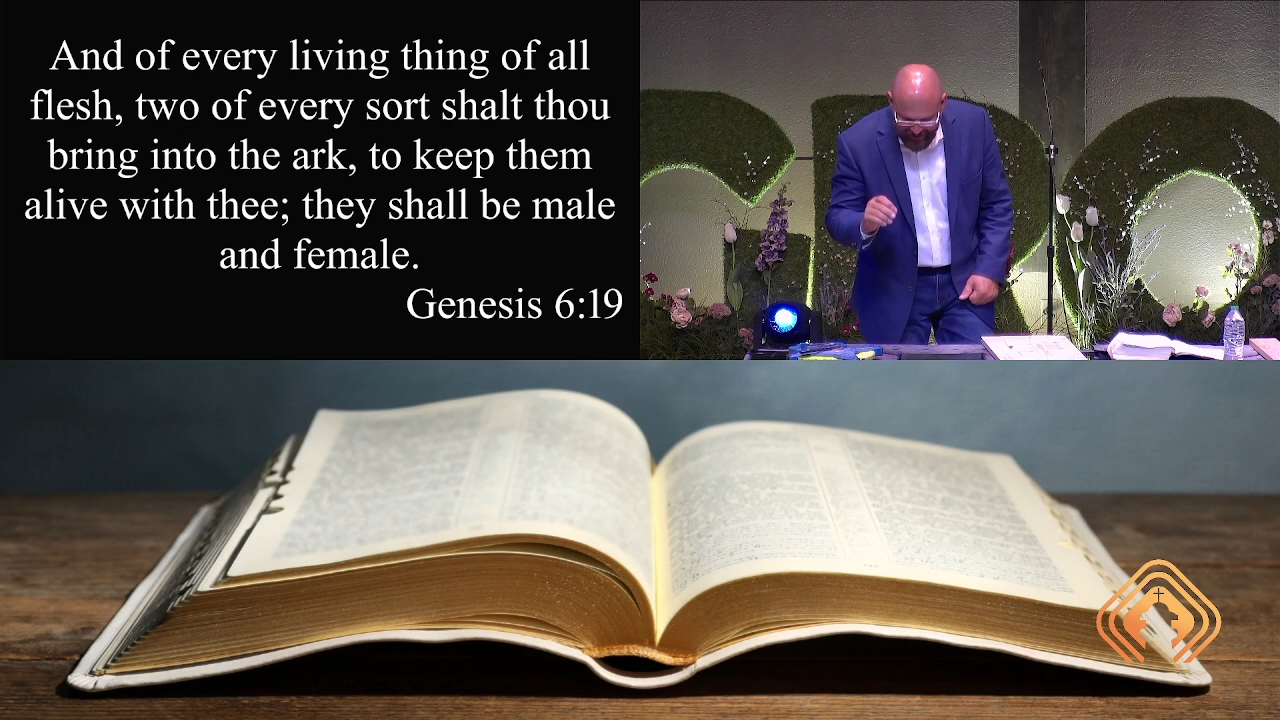 And of every living thing of all
flesh, two of every sort shalt thou
bring into the ark, to keep them
alive with thee; they shall be male
and female.
Genesis 6:19
GRO